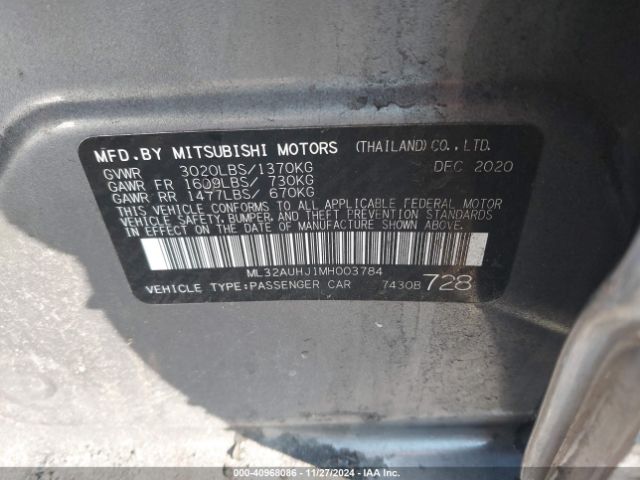 MFD.BY MITSUBISHI MOTORS (THAILAND)CO.,LTD.
GVWR 3020LBS/1370KG DEC 2020
GAWR FR 1609LBS/ 730KG
GAWR RR 1477LBS/ 670KG
THIS VEHICLE CONFORMS TO ALL APPLICABLE FEDERAL MOTOR
VEHICLE SAFETY, BUMPER, AND THEFT PREVENTION STANDARDS
IN EFFECT ON THE DATE OF MANUFACTURE SHOWN ABOVE.
ML32AUHJ1MH003784
VEHICLE TYPE:PASSENGER CAR 7430B 728
000-40968086 - 11/27/2024 - IAA Inc.